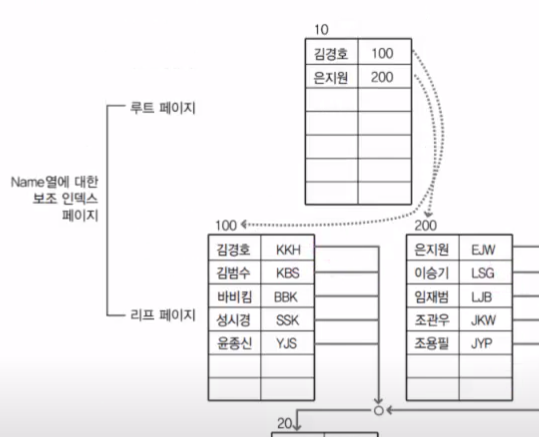 10
김경호 100
은지원 200
루트 페이지
Name열에 대한
보조 인덱스
페이지
리프 페이지
100
김경호 KKH
김범수 KBS
바비킴 BBK
성시경 SSK
윤종신 YJS
200
은지원 EJW
이승기 LSG
임재범 LJB
조관우 JKW
조용필 JYP
20